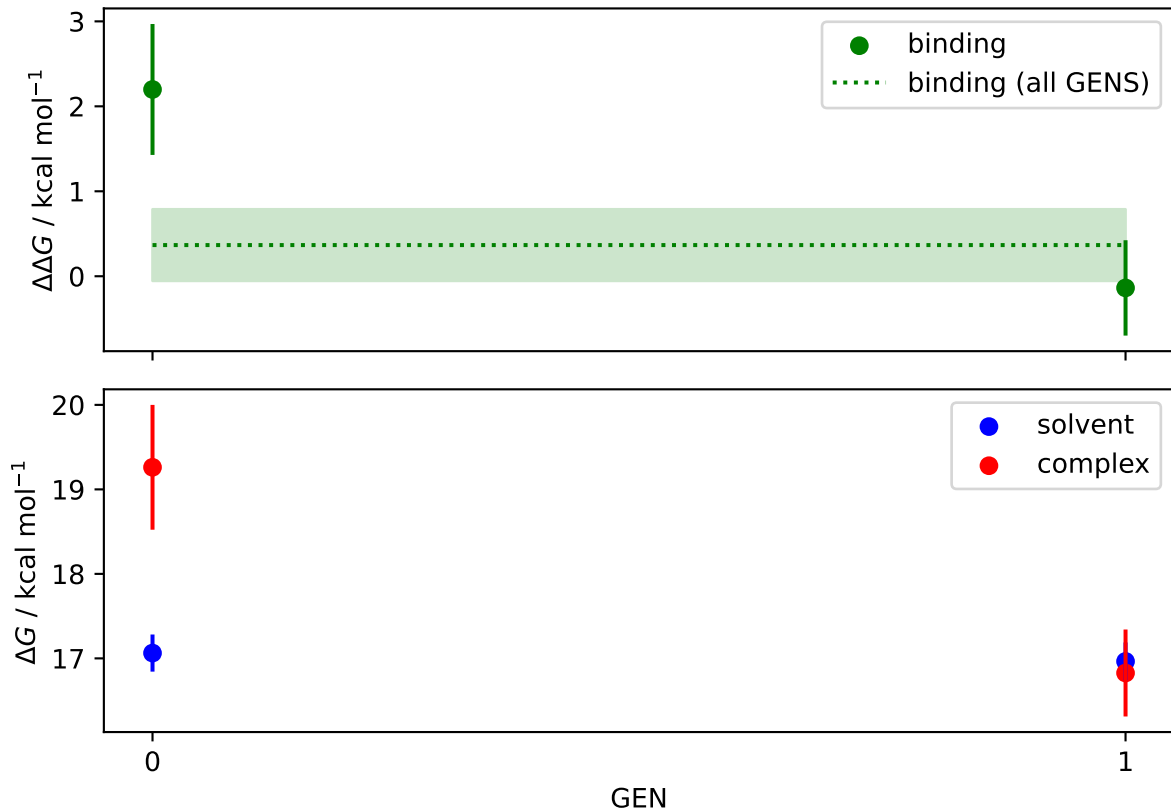 3
2
1
0
ΔΔG / kcal mol⁻¹
binding
binding (all GENS)
20
19
18
17
ΔG / kcal mol⁻¹
solvent
complex
0
1
GEN